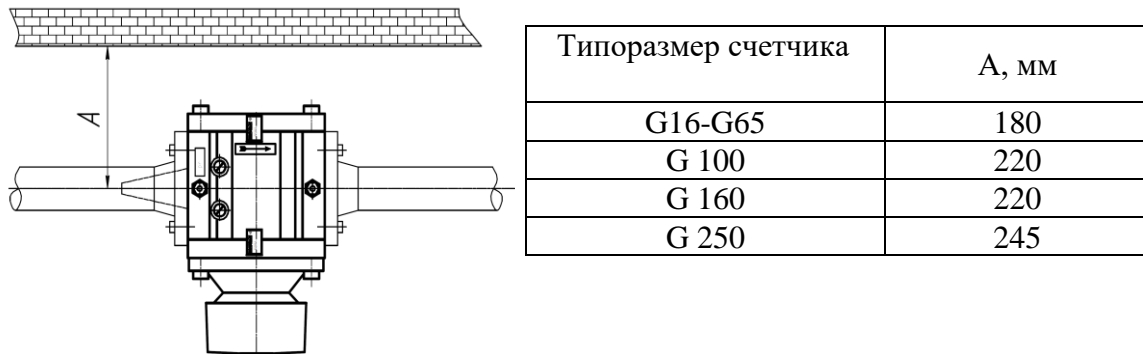 A
Типоразмер счетчика
А, мм
G16-G65
180
G 100
220
G 160
220
G 250
245